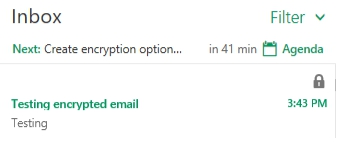 Inbox Filter
Next: Create encryption option... in 41 min Agenda
Testing encrypted email 3:43 PM
Testing